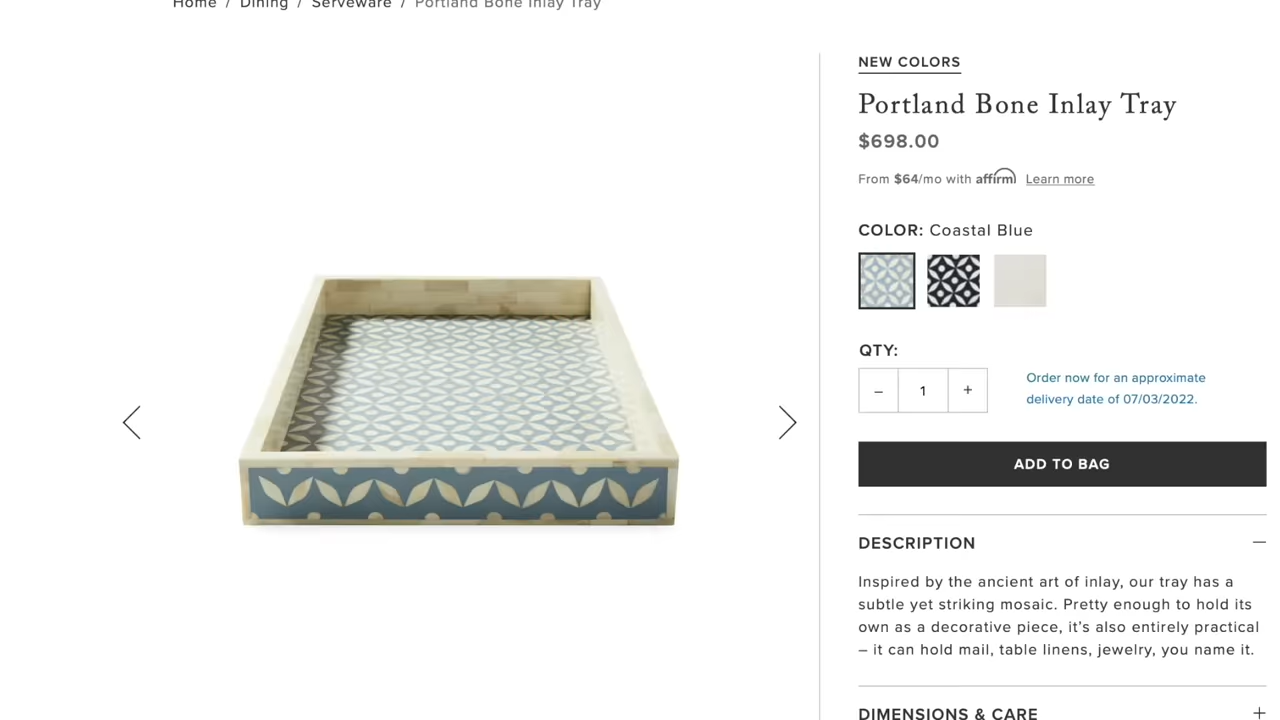 Home / Dining / Serveware / Portland Bone Inlay Tray
NEW COLORS
Portland Bone Inlay Tray
$698.00
From $64/mo with affirm Learn more
COLOR: Coastal Blue
QTY:
– 1 +
Order now for an approximate
delivery date of 07/03/2022.
ADD TO BAG
DESCRIPTION –
Inspired by the ancient art of inlay, our tray has a
subtle yet striking mosaic. Pretty enough to hold its
own as a decorative piece, it’s also entirely practical
– it can hold mail, table linens, jewelry, you name it.
DIMENSIONS & CARE +